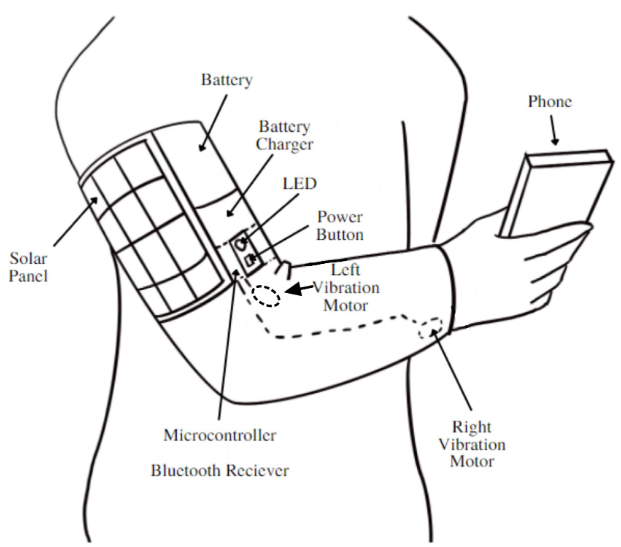 Battery
Phone
Battery
Charger
LED
Power
Button
Solar
Panel
Left
Vibration
Motor
Microcontroller
Bluetooth Reciever
Right
Vibration
Motor